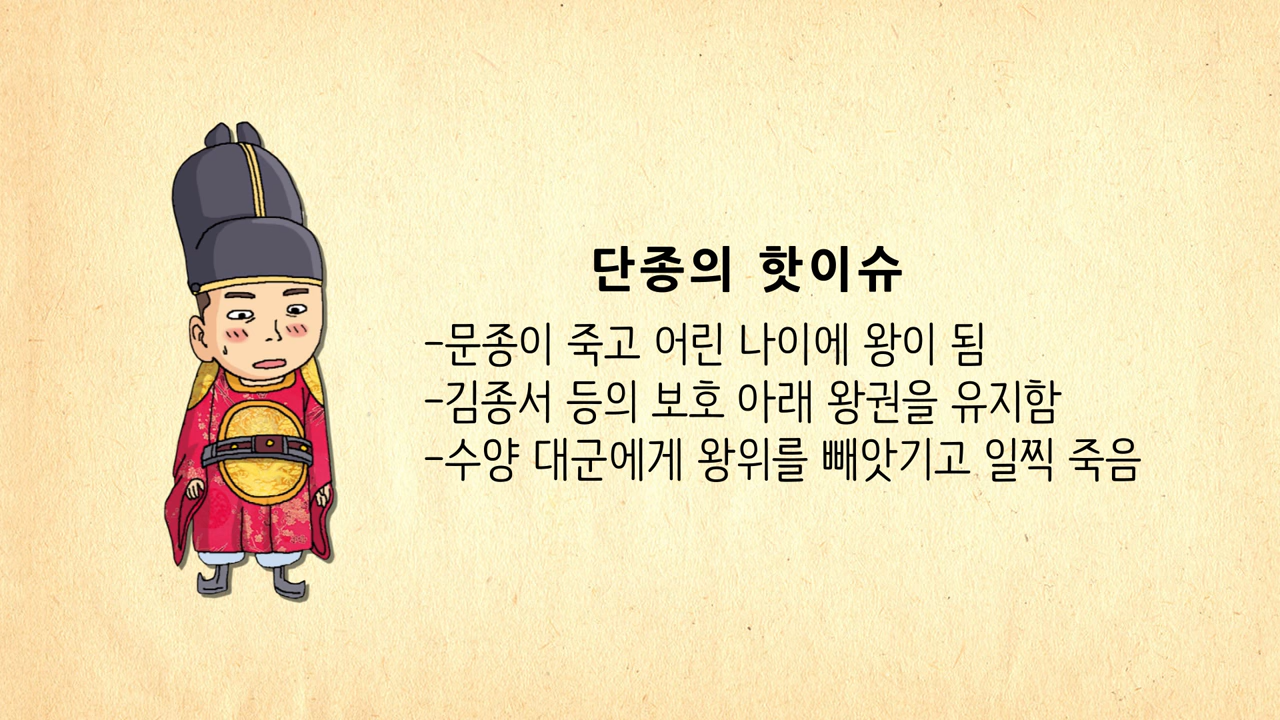 단종의 핫이슈
-문종이 죽고 어린 나이에 왕이 됨
-김종서 등의 보호 아래 왕권을 유지함
-수양 대군에게 왕위를 빼앗기고 일찍 죽음